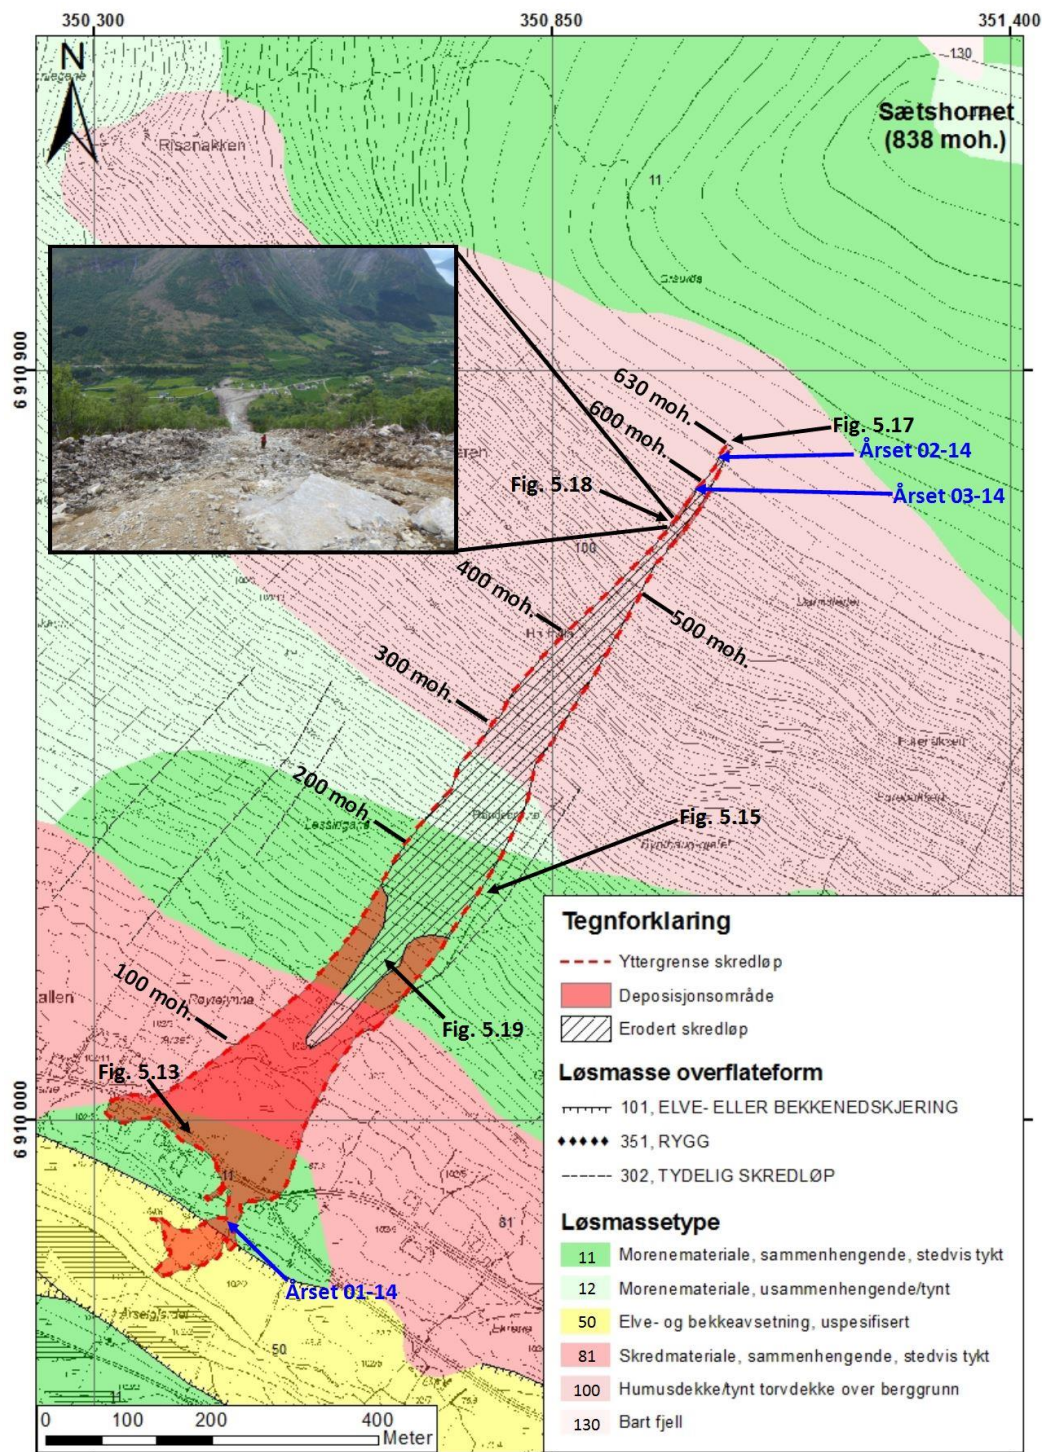 350 300
350 850
351 400
N
130
Sætshornet
(838 moh.)
Risanakken
11
6 910 900
630 moh.
600 moh.
Fig. 5.17
Årset 02-14
Fig. 5.18
Årset 03-14
100
400 moh.
500 moh.
300 moh.
200 moh.
Fig. 5.15
100 moh.
Fig. 5.19
Fig. 5.13
6 910 000
11
81
Årset 01-14
50
Tegnforklaring
Yttergrense skredløp
Deposisjonsområde
Erodert skredløp
Løsmasse overflateform
101, ELVE- ELLER BEKKENEDSKJERING
351, RYGG
302, TYDELIG SKREDLØP
Løsmassetype
11 Morenemateriale, sammenhengende, stedvis tykt
12 Morenemateriale, usammenhengende/tynt
50 Elve- og bekkeavsetning, uspesifisert
81 Skredmateriale, sammenhengende, stedvis tykt
100 Humusdekke/tynt torvdekke over berggrunn
130 Bart fjell
0 100 200 400
Meter